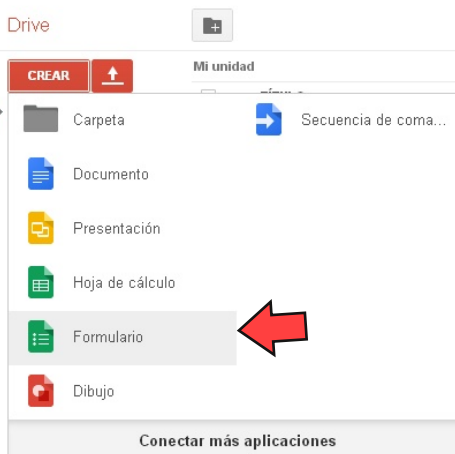 Drive
CREAR
Mi unidad
Carpeta
Secuencia de coma...
Documento
Presentación
Hoja de cálculo
Formulario
Dibujo
Conectar más aplicaciones